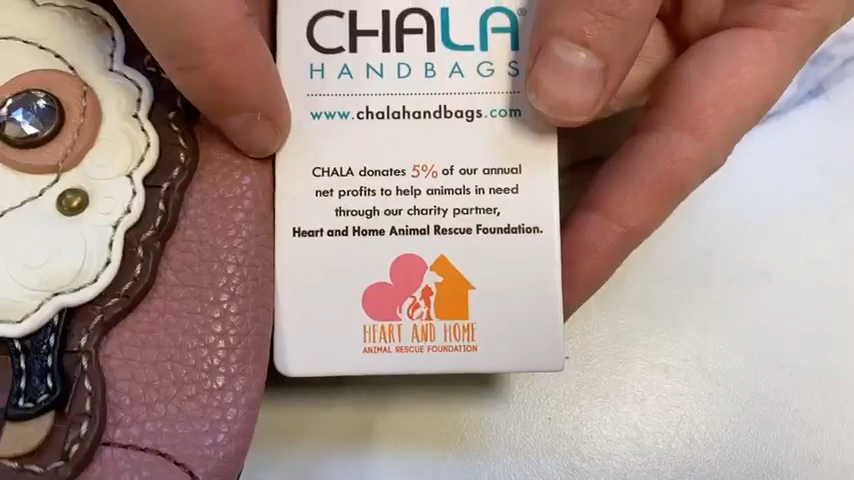 CHALA®
HANDBAGS
www.chalahandbags.com
CHALA donates 5% of our annual
net profits to help animals in need
through our charity partner,
Heart and Home Animal Rescue Foundation.
HEART AND HOME
ANIMAL RESCUE FOUNDATION